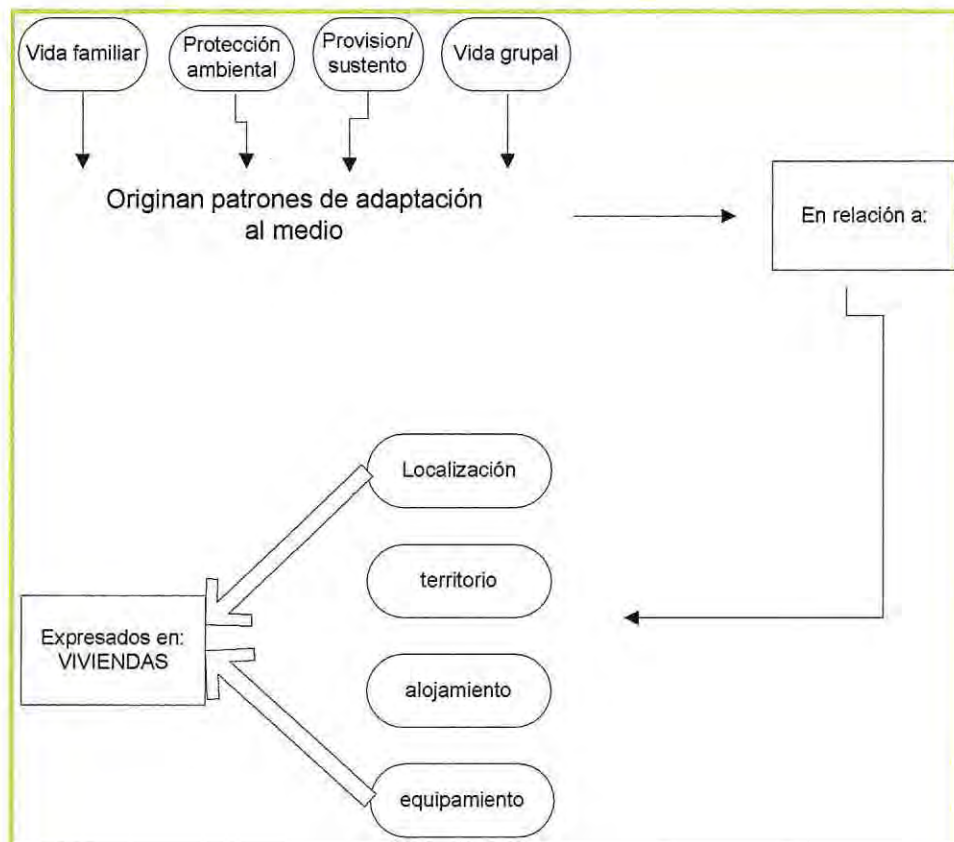 Vida familiar
Protección
ambiental
Provision/
sustento
Vida grupal
Originan patrones de adaptación
al medio
En relación a:
Localización
territorio
alojamiento
equipamiento
Expresados en:
VIVIENDAS